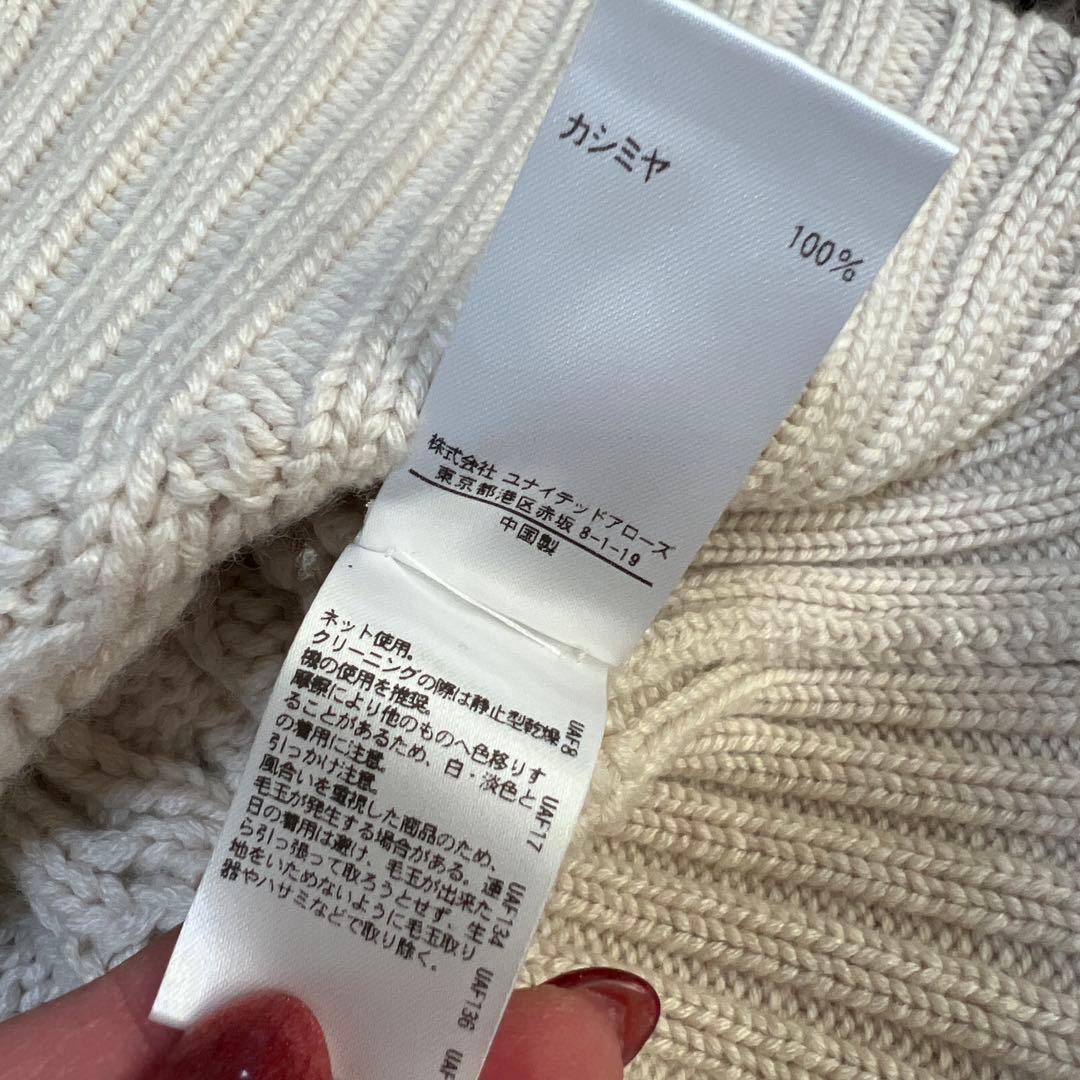 カシミヤ
100%
株式会社 ユナイテッドアローズ
東京都港区赤坂 8-1-19
中国製
ネット使用。
クリーニングの際は静止型乾燥
機の使用を推奨。
摩擦により他のものへ色移りす
ることがあるため、白・淡色と
の着用に注意。
引っかけ注意。
風合いを重視した商品のため、
毛玉が発生する場合がある。連
日の着用は避け、毛玉が出来た
ら引っ張って取ろうとせず、生
地をいためないように毛玉取り
器やハサミなどで取り除く。
UAF8
UAF17
UAF134
UAF136
UAF